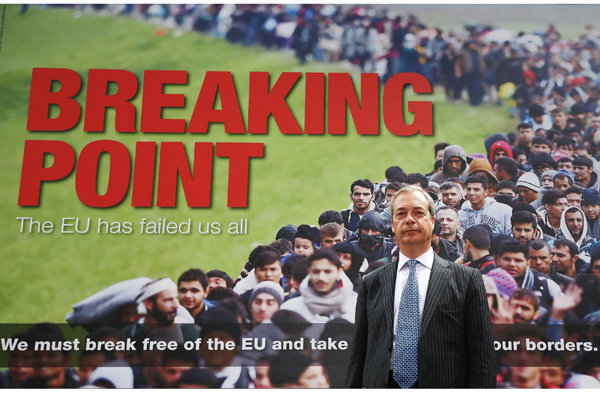 BREAKING
POINT
The EU has failed us all
We must break free of the EU and take our borders.